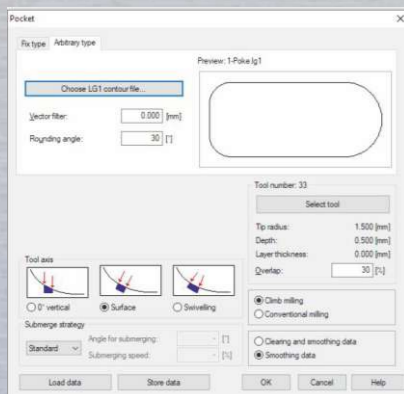 Pocket
Fix type
Arbitrary type
Choose LG1 contour file...
Vector filter: 0.000 [mm]
Rounding angle: 30 [°]
Preview: 1-Poke.lg1
Tool number: 33
Select tool
Tip radius: 1.500 [mm]
Depth: 0.500 [mm]
Layer thickness: 0.000 [mm]
Overlap: 30 [%]
Tool axis
0° vertical
Surface
Swivelling
Climb milling
Conventional milling
Submerge strategy
Standard
Angle for submerging: - [°]
Submerging speed: - [%]
Clearing and smoothing data
Smoothing data
Load data
Store data
OK
Cancel
Help